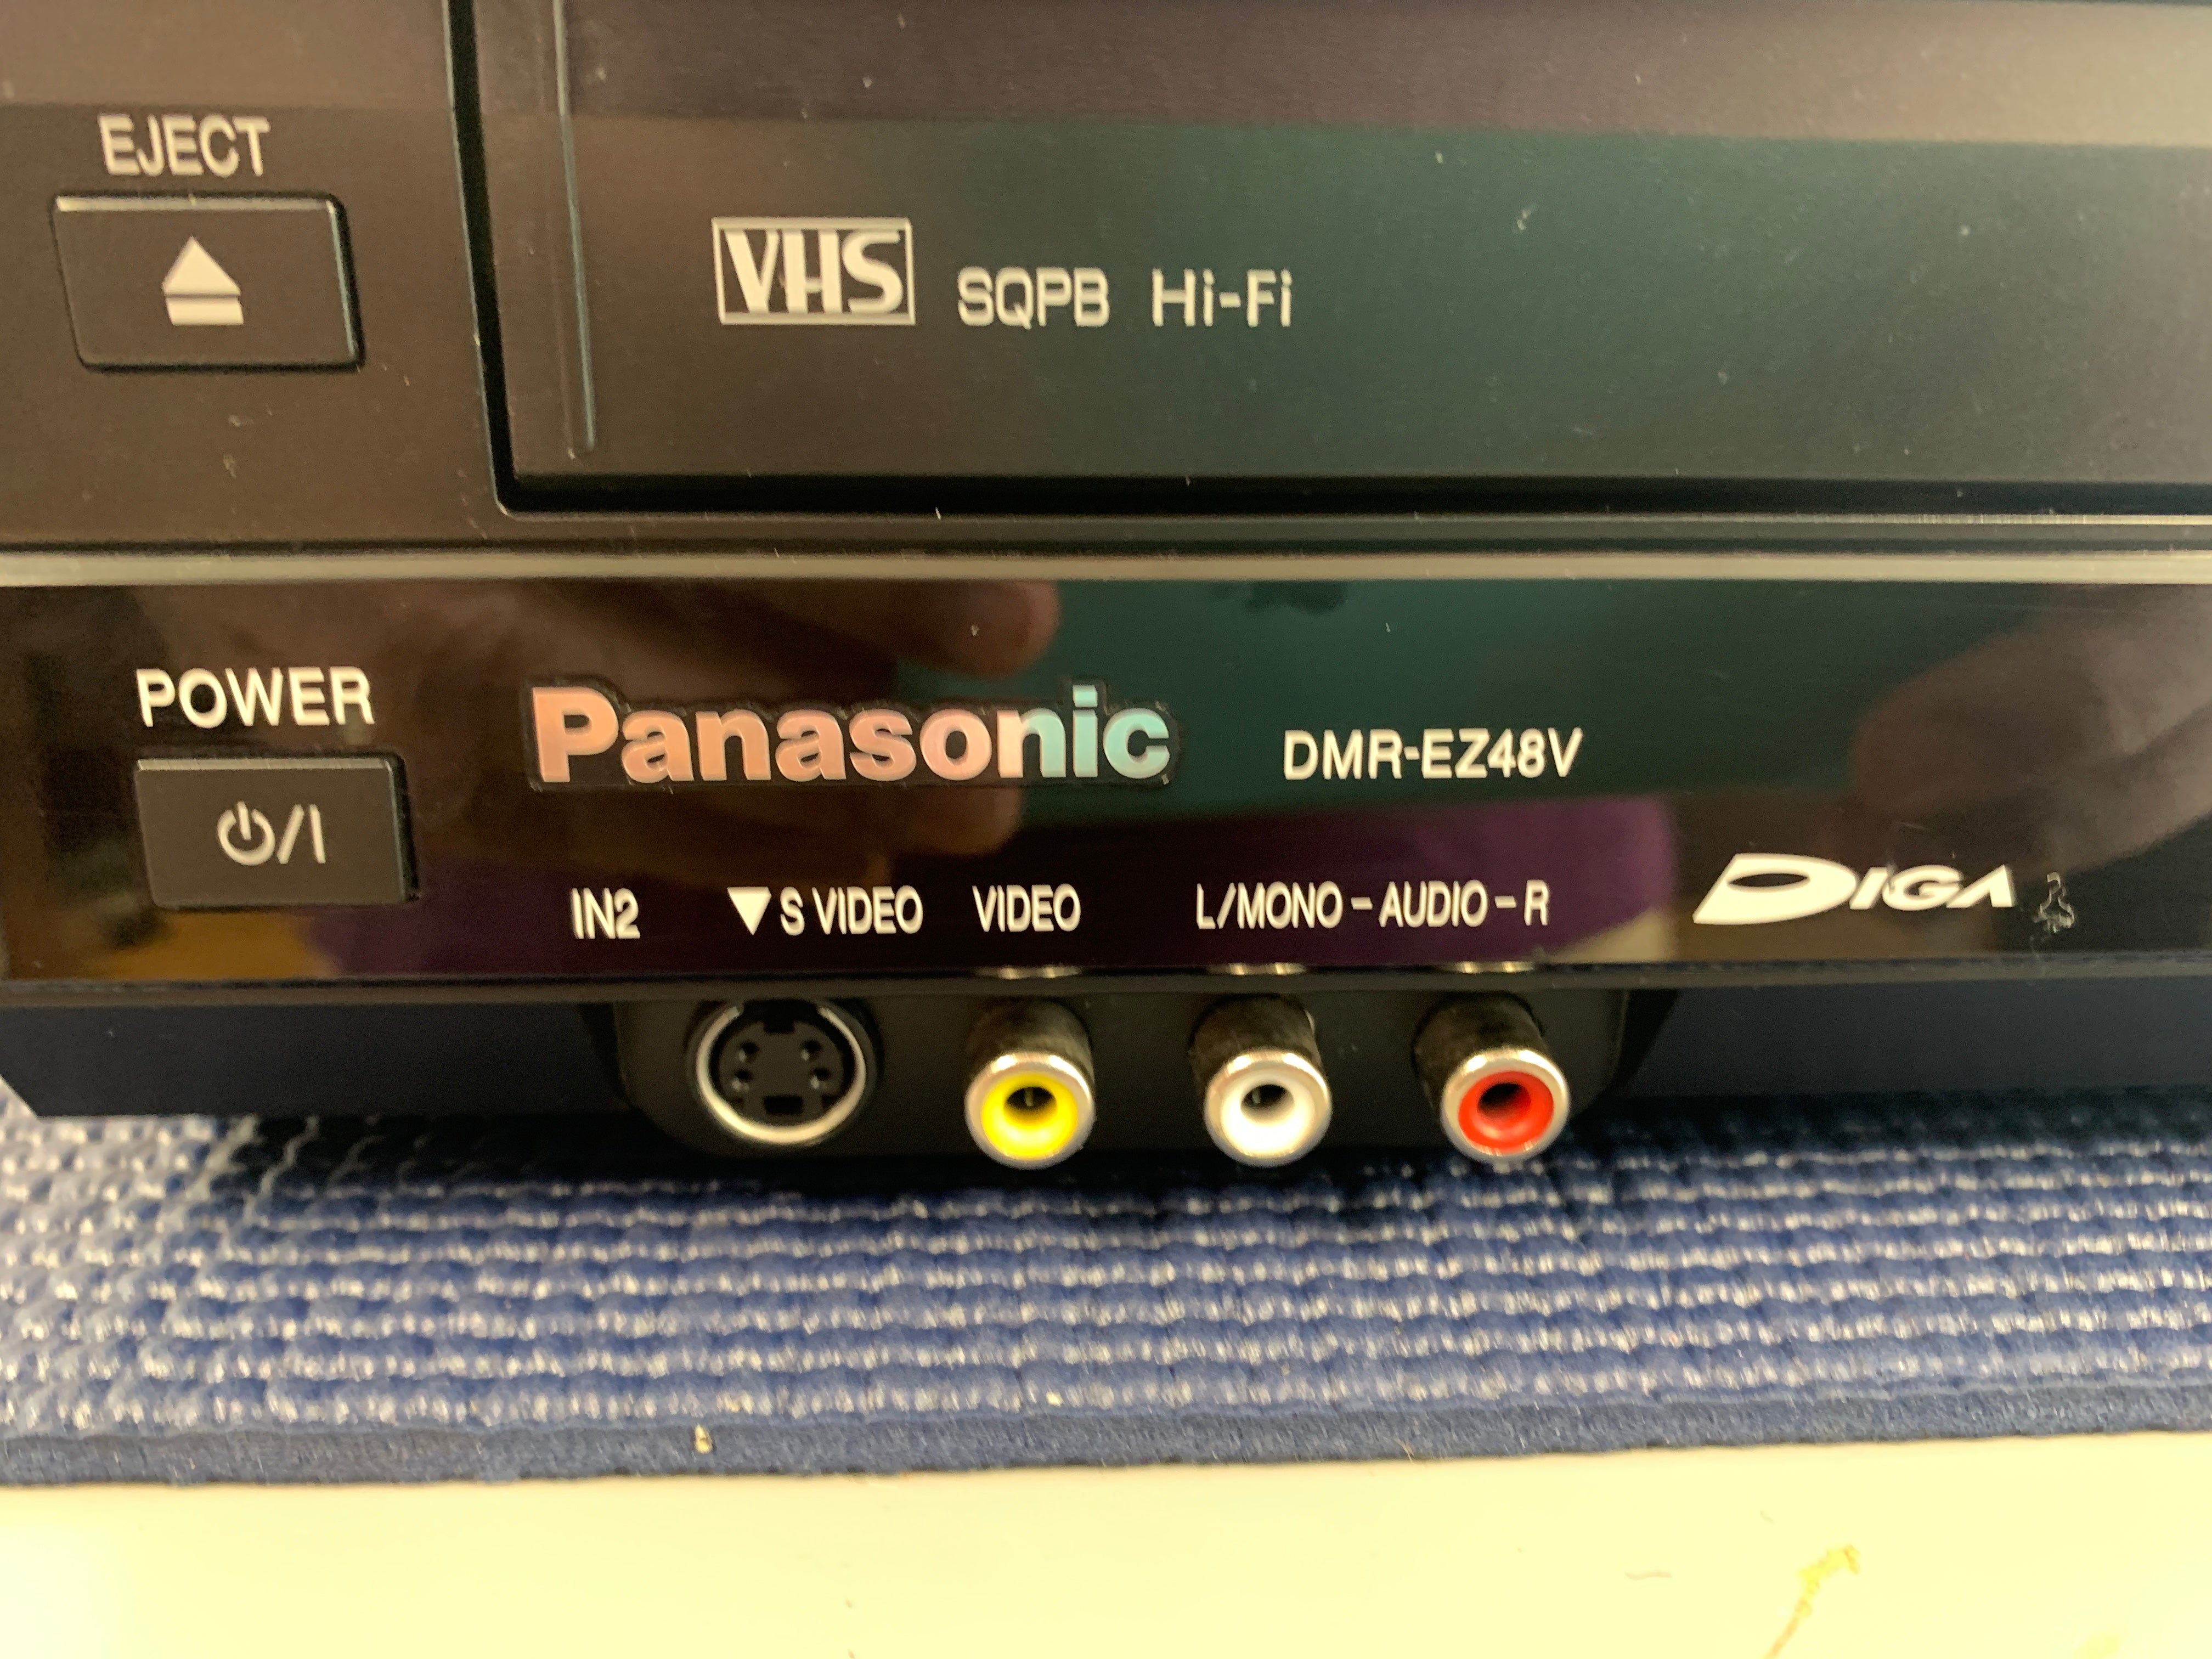 EJECT
VHS SQPB Hi-Fi
POWER
Panasonic DMR-EZ48V
IN2 ▼S VIDEO VIDEO L/MONO-AUDIO-R
DIGA